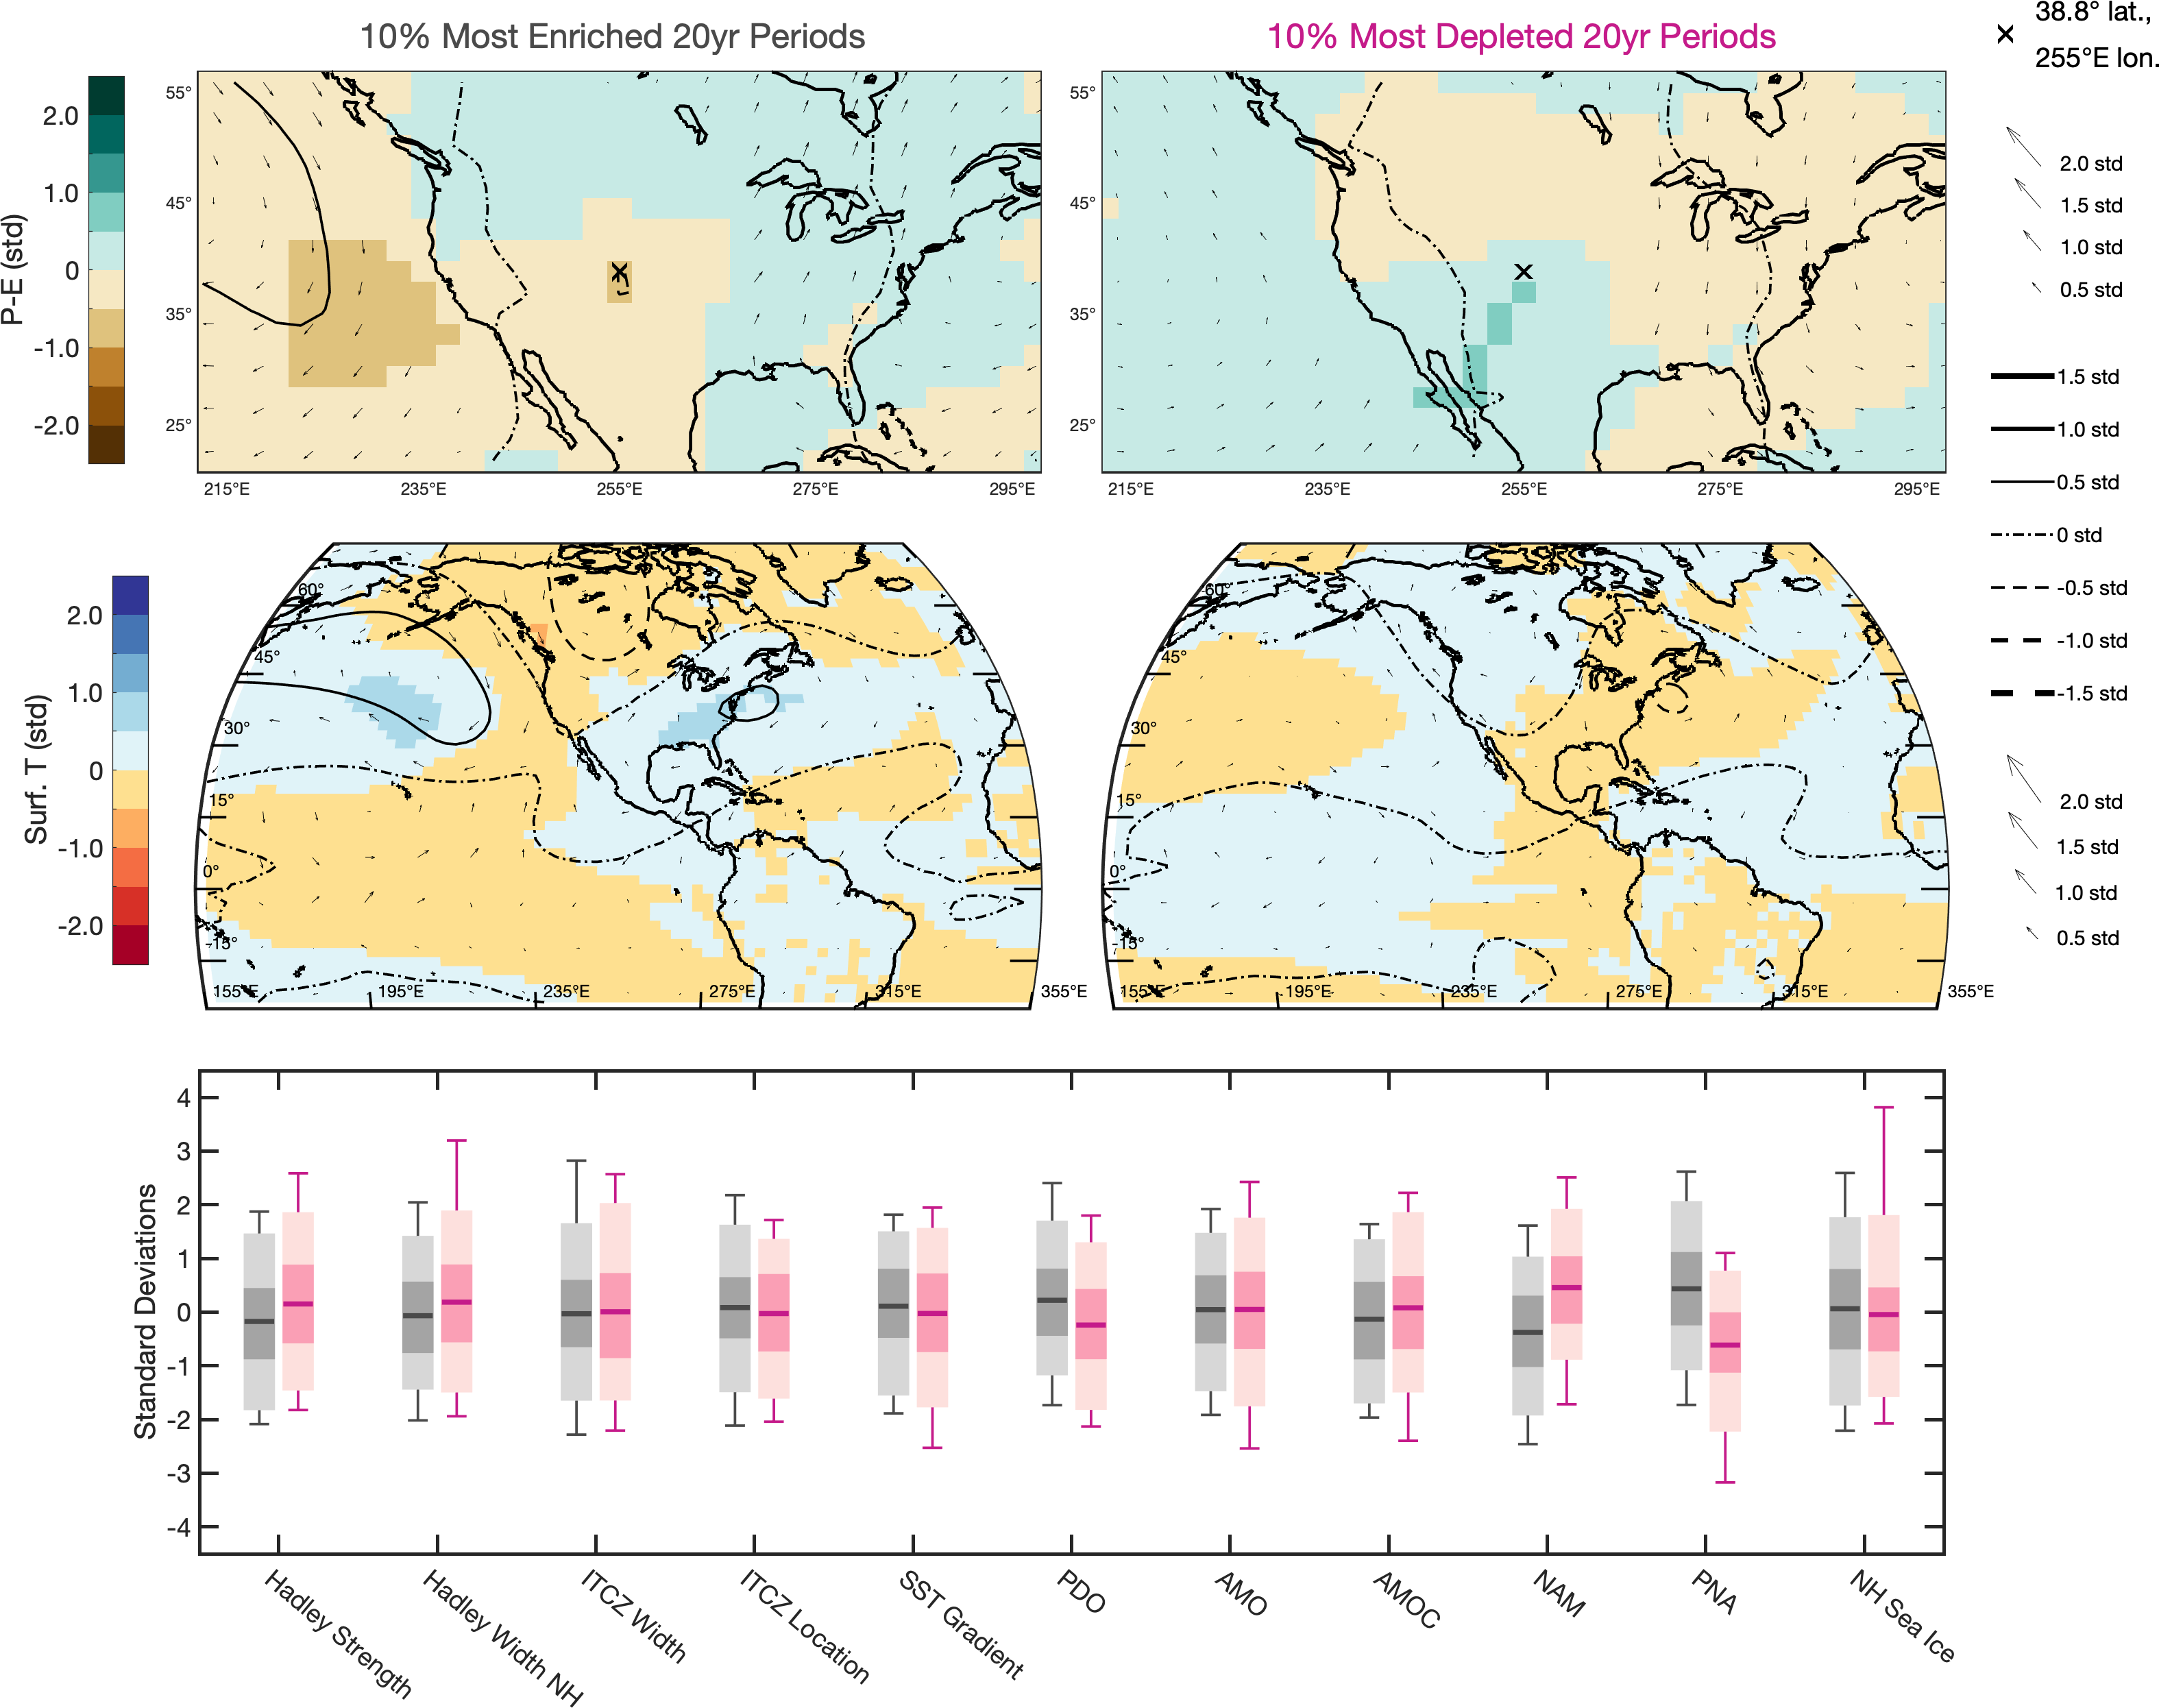 10% Most Enriched 20yr Periods
10% Most Depleted 20yr Periods
38.8° lat.,
255°E lon.
P-E (std)
2.0
1.0
0
-1.0
-2.0
55°
45°
35°
25°
215°E
235°E
255°E
275°E
295°E
55°
45°
35°
25°
215°E
235°E
255°E
275°E
295°E
2.0 std
1.5 std
1.0 std
0.5 std
1.5 std
1.0 std
0.5 std
0 std
-0.5 std
-1.0 std
-1.5 std
2.0 std
1.5 std
1.0 std
0.5 std
Surf. T (std)
2.0
1.0
0
-1.0
-2.0
60°
45°
30°
15°
0°
-15°
155°E
195°E
235°E
275°E
315°E
355°E
60°
45°
30°
15°
0°
-15°
155°E
195°E
235°E
275°E
315°E
355°E
Standard Deviations
4
3
2
1
0
-1
-2
-3
-4
Hadley Strength
Hadley Width NH
ITCZ Width
ITCZ Location
SST Gradient
PDO
AMO
AMOC
NAM
PNA
NH Sea Ice